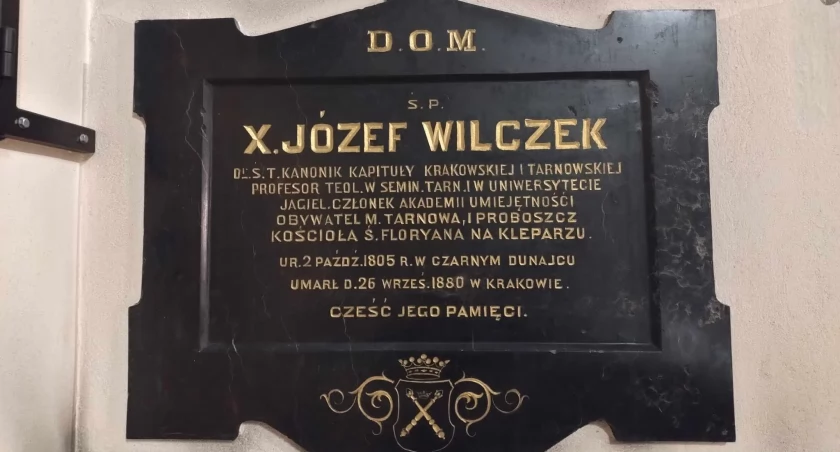 D.O.M.
Ś.P.
X. JÓZEF WILCZEK
DR. S.T. KANONIK KAPITUŁY KRAKOWSKIEJ I TARNOWSKIEJ
PROFESOR TEOL. W SEMIN. TARN. I W UNIWERSYTECIE
JAGIEL. CZŁONEK AKADEMII UMIEJĘTNOŚCI
OBYWATEL M. TARNOWA, I PROBOSZCZ
KOŚCIOŁA Ś. FLORYANA NA KLEPARZU.
UR. 2 PAŹDŹ. 1805 R. W CZARNYM DUNAJCU
UMARŁ D. 26 WRZEŚ. 1880 W KRAKOWIE.
CZEŚĆ JEGO PAMIĘCI.